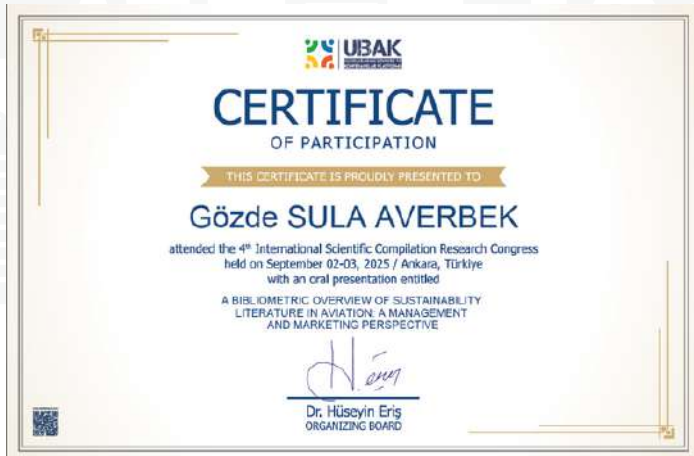 UBAK
CERTIFICATE
OF PARTICIPATION
THIS CERTIFICATE IS PROUDLY PRESENTED TO
Gözde SULA AVERBEK
attended the 4th International Scientific Compilation Research Congress
held on September 02-03, 2025 / Ankara, Türkiye
with an oral presentation entitled
A BIBLIOMETRIC OVERVIEW OF SUSTAINABILITY
LITERATURE IN AVIATION: A MANAGEMENT
AND MARKETING PERSPECTIVE
Dr. Hüseyin Eriş
ORGANIZING BOARD